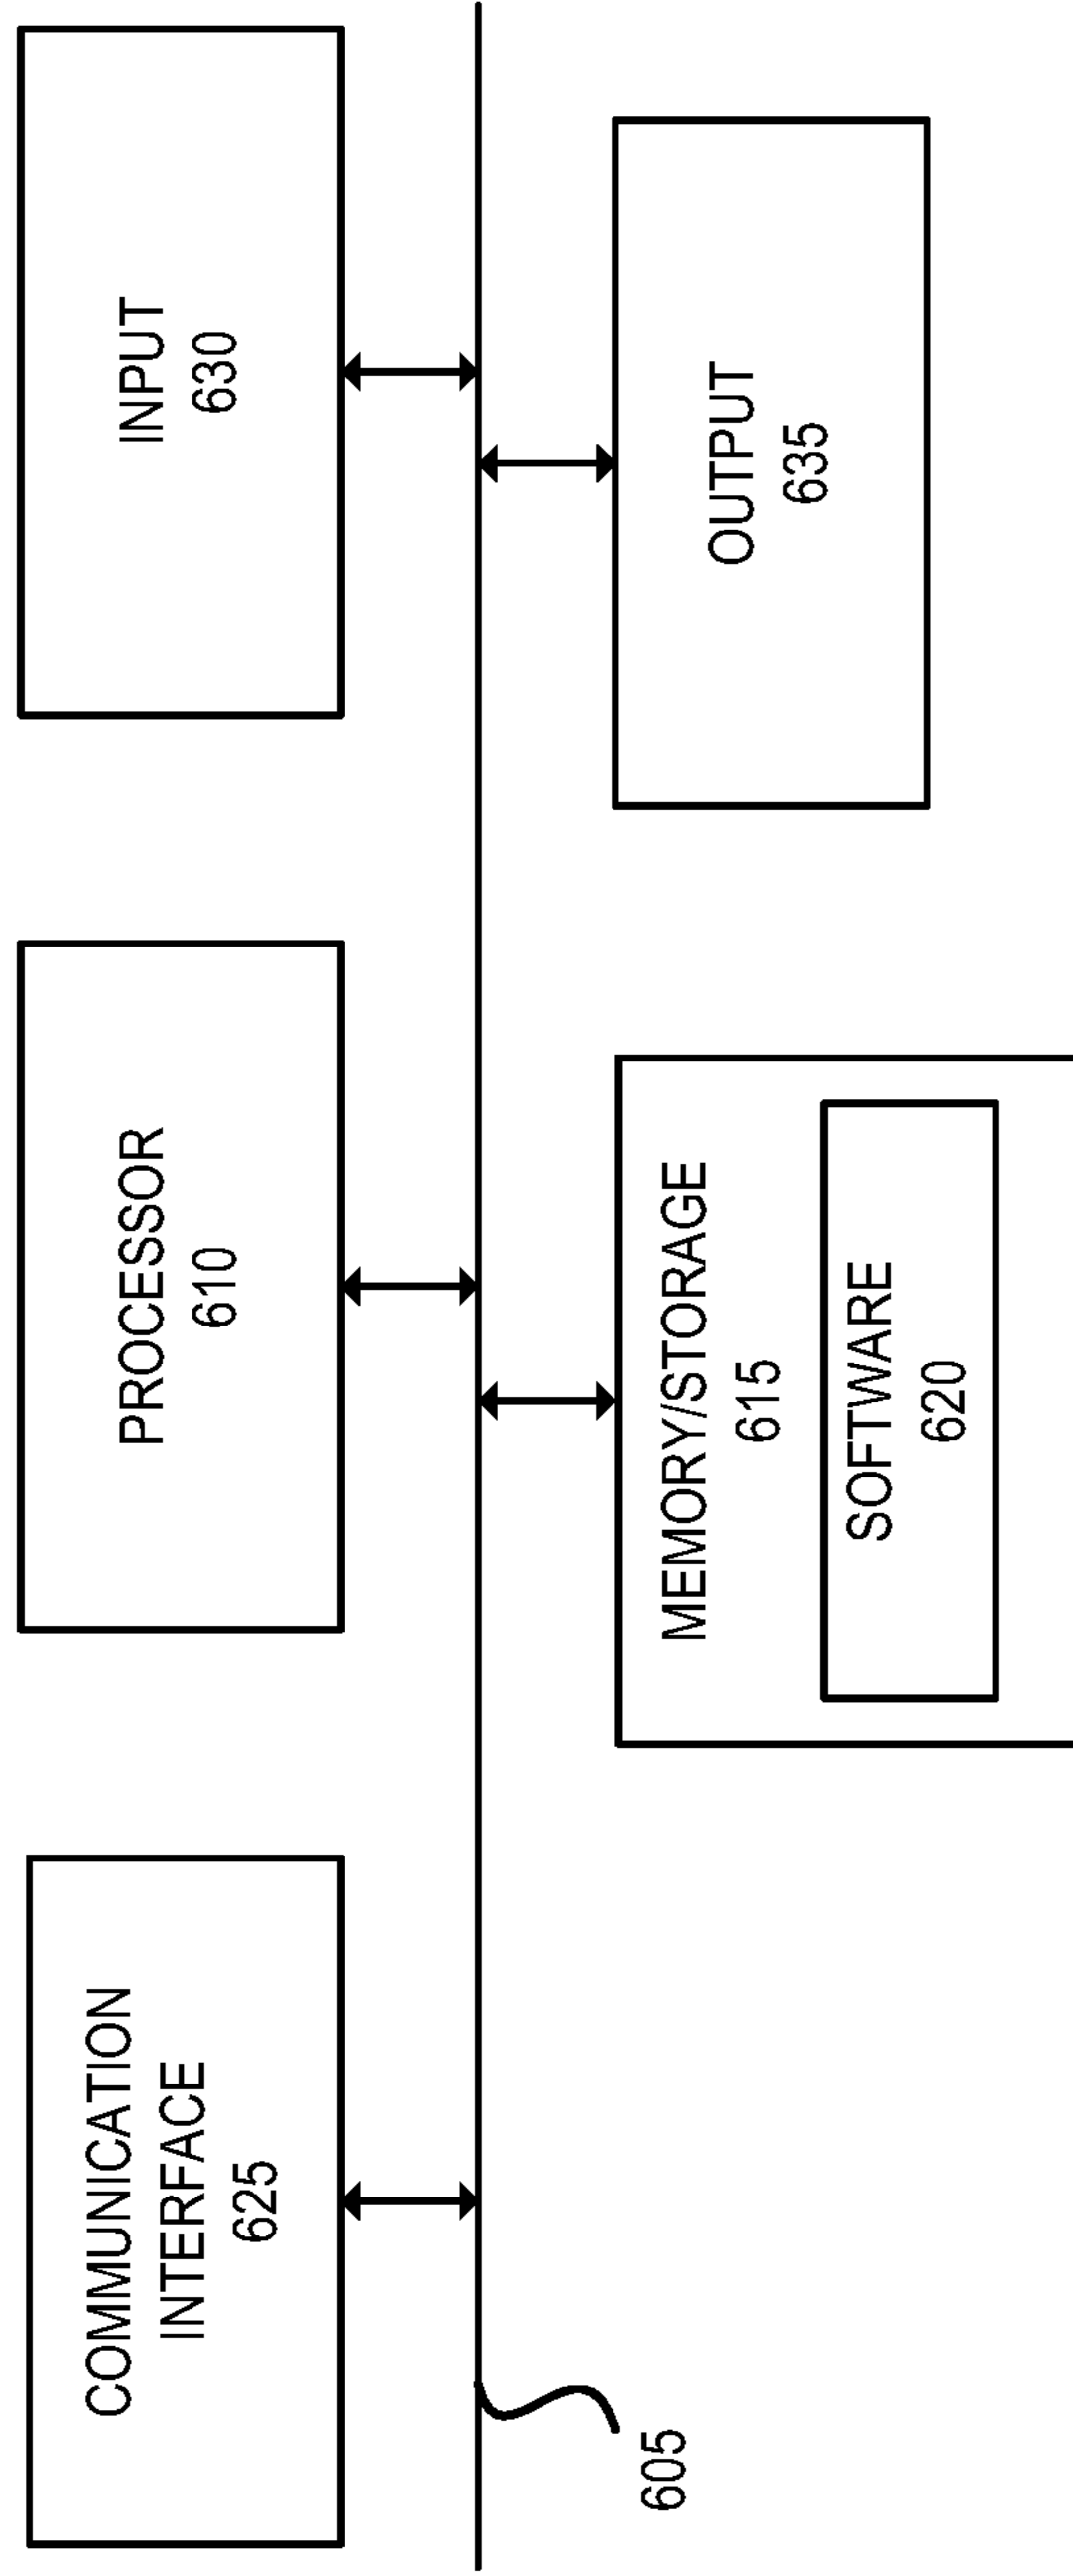 COMMUNICATION
INTERFACE
625
PROCESSOR
610
INPUT
630
605
MEMORY/STORAGE
615
SOFTWARE
620
OUTPUT
635